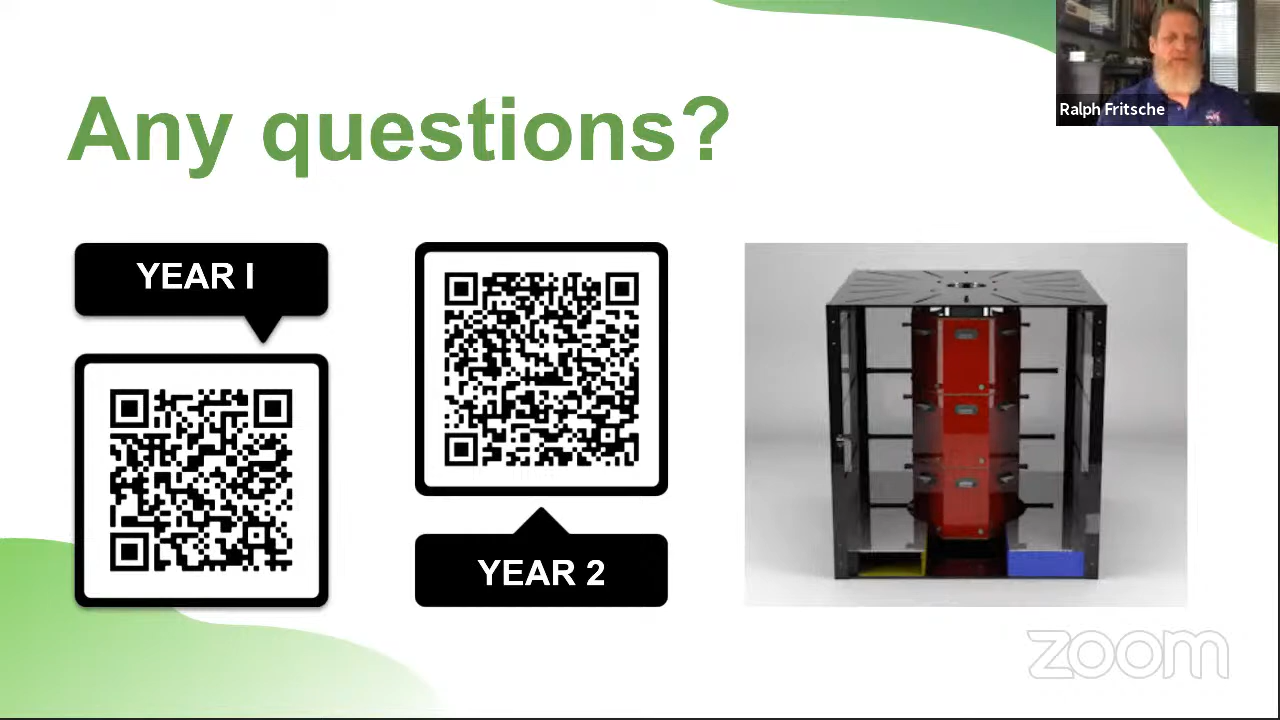 Ralph Fritsche
Any questions?
YEAR I
YEAR 2
zoom